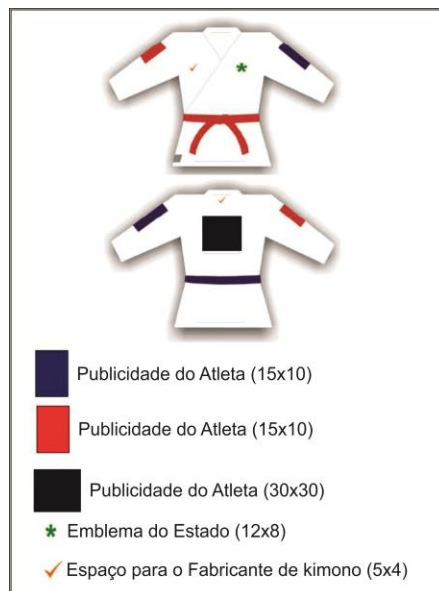 Publicidade do Atleta (15x10)
Publicidade do Atleta (15x10)
Publicidade do Atleta (30x30)
Emblema do Estado (12x8)
Espaço para o Fabricante de kimono (5x4)